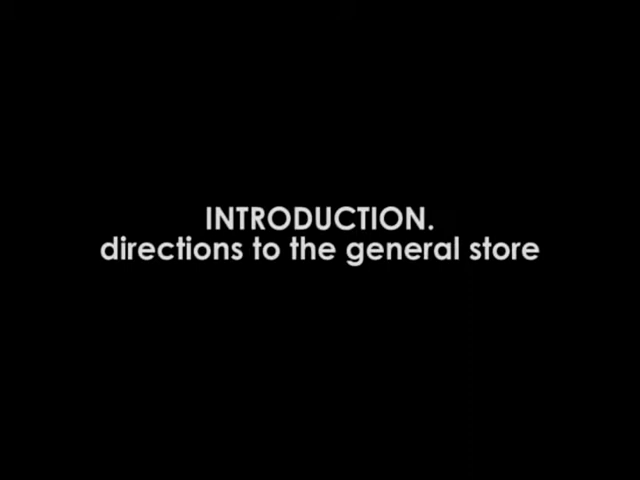 INTRODUCTION.
directions to the general store